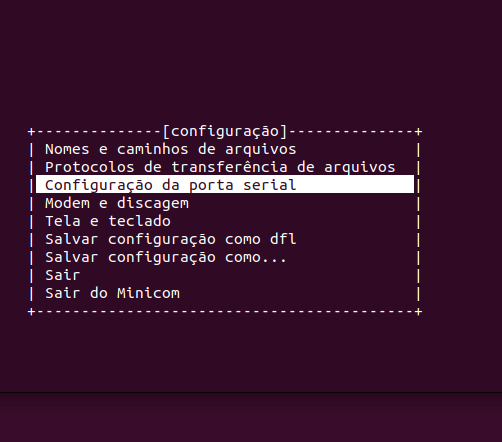 +--------------[configuração]--------------+
| Nomes e caminhos de arquivos             |
| Protocolos de transferência de arquivos  |
| Configuração da porta serial             |
| Modem e discagem                         |
| Tela e teclado                           |
| Salvar configuração como dfl             |
| Salvar configuração como...              |
| Sair                                     |
| Sair do Minicom                          |
+------------------------------------------+